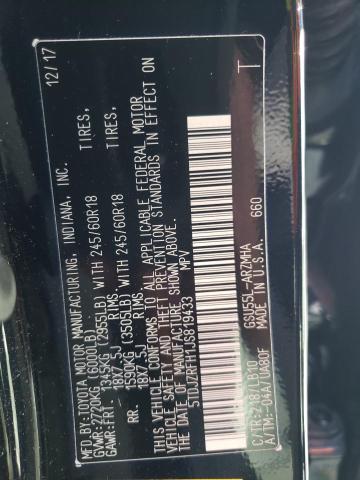 MFD.BY:TOYOTA MOTOR MANUFACTURING, INDIANA, INC. 12/17
GVWR:2720KG (6000LB)
GAWR:FRT. 1345KG (2955LB) WITH 245/60R18 TIRES,
18X7.5J RIMS
RR. 1590KG (3505LB) WITH 245/60R18 TIRES,
18X7.5J RIMS
THIS VEHICLE CONFORMS TO ALL APPLICABLE FEDERAL MOTOR
VEHICLE SAFETY AND THEFT PREVENTION STANDARDS IN EFFECT ON
THE DATE OF MANUFACTURE SHOWN ABOVE.
MPV
C/TR:218/LB10 GSU55L-ARZMHA
A/TM:-04A/UA80F MADE IN U.S.A. 660
T